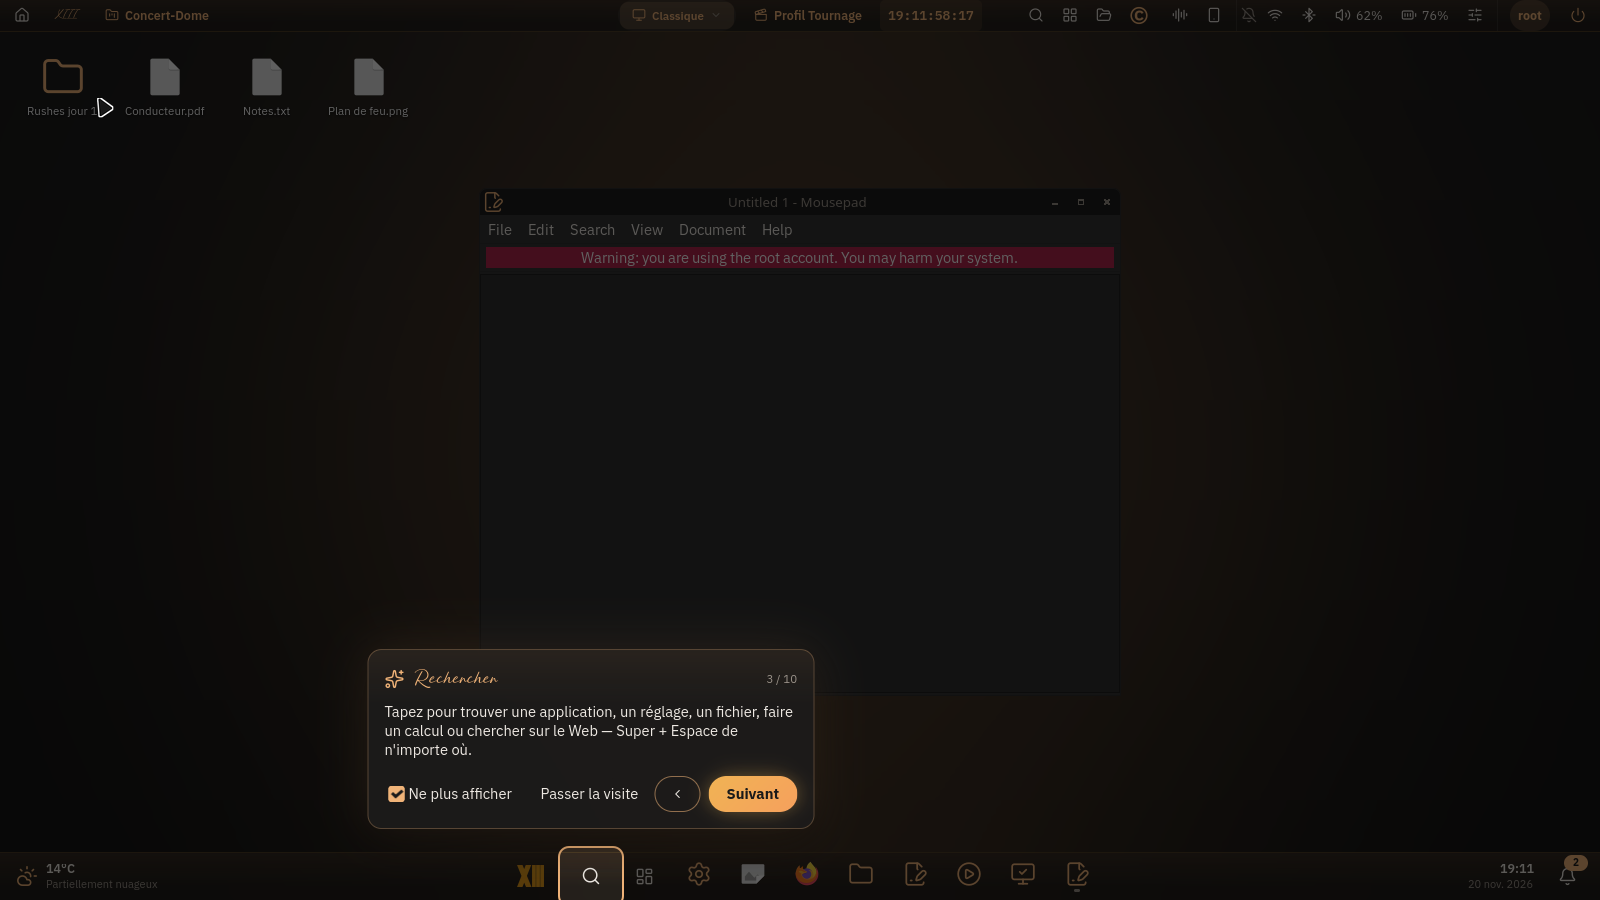 XIII
Concert-Dome
Classique
Profil Tournage
19:11:58:17
62%
76%
root
Rushes jour 1
Conducteur.pdf
Notes.txt
Plan de feu.png
Untitled 1 - Mousepad
File Edit Search View Document Help
Warning: you are using the root account. You may harm your system.
Rechercher
3 / 10
Tapez pour trouver une application, un réglage, un fichier, faire
un calcul ou chercher sur le Web — Super + Espace de
n'importe où.
Ne plus afficher
Passer la visite
Suivant
14°C
Partiellement nuageux
XIII
19:11
20 nov. 2026
2